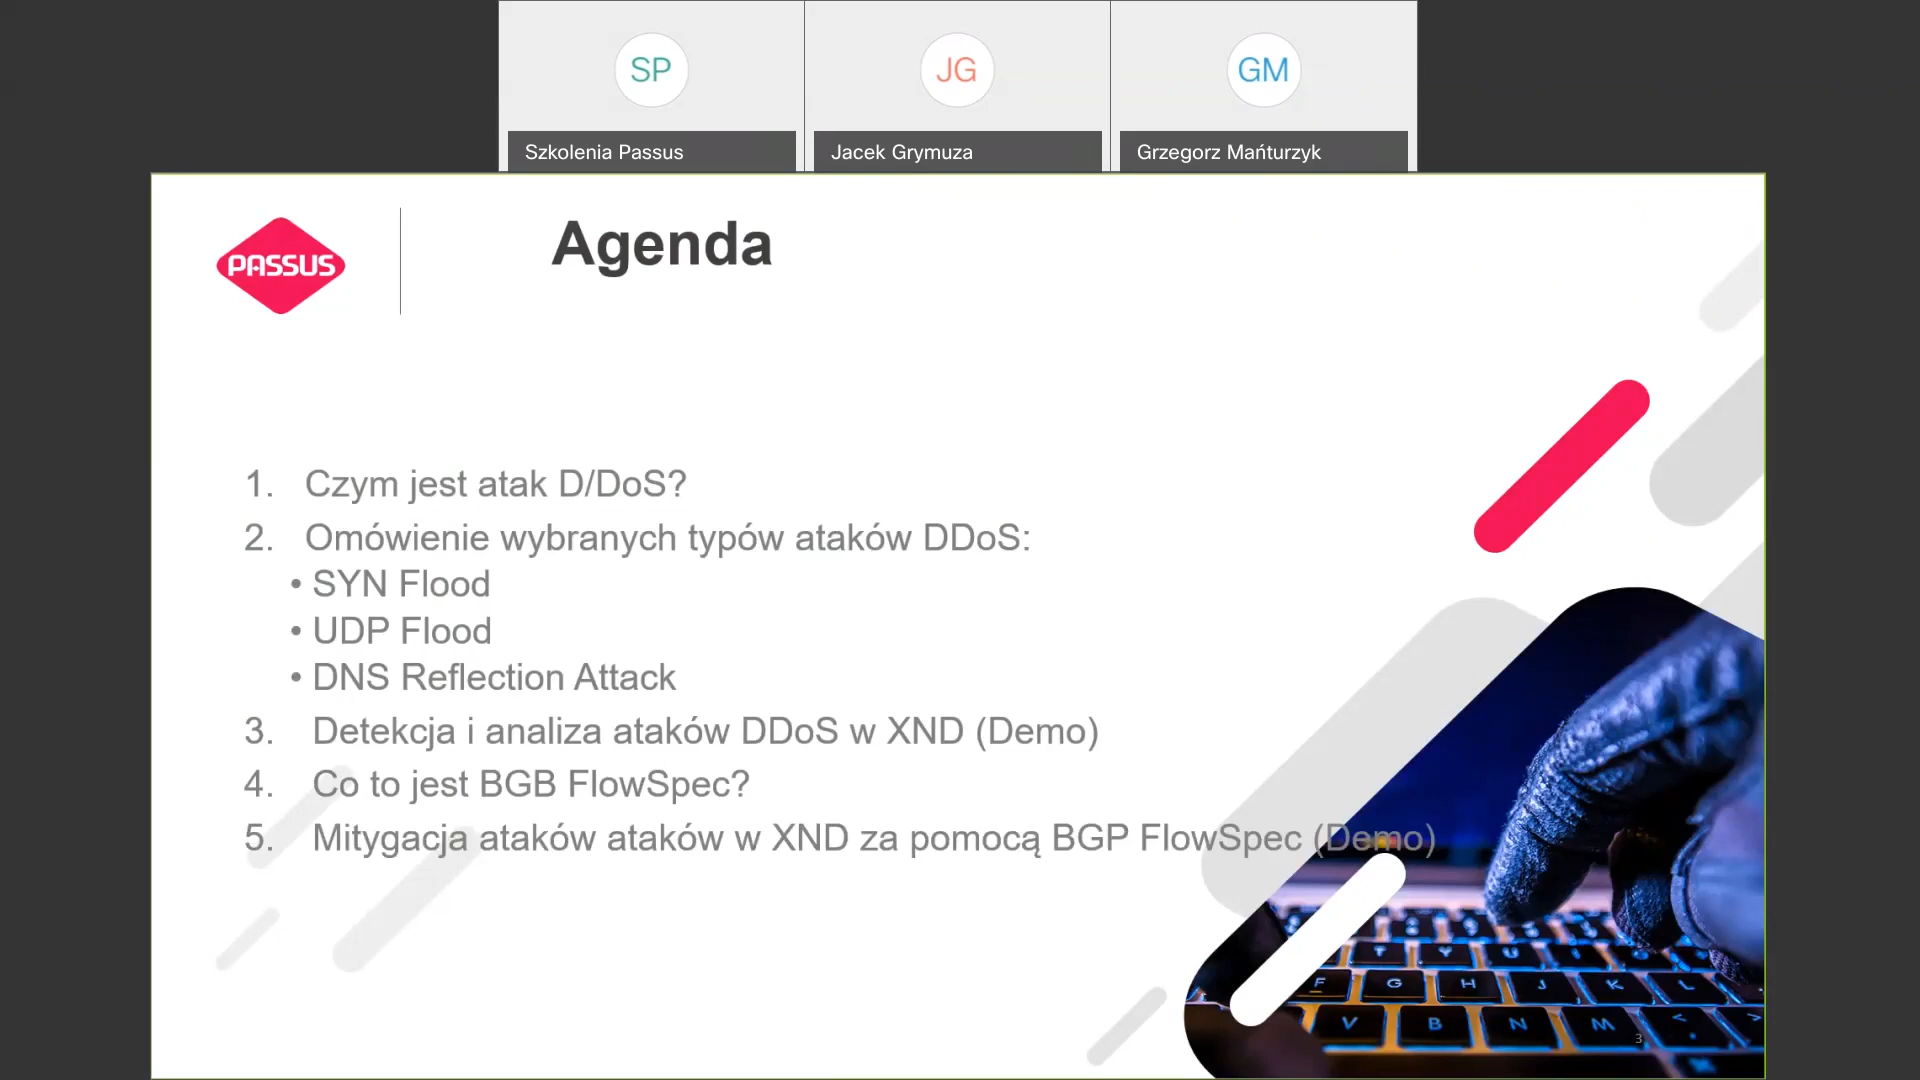 SP
JG
GM
Szkolenia Passus
Jacek Grymuza
Grzegorz Mańturzyk
PASSUS
Agenda
1. Czym jest atak D/DoS?
2. Omówienie wybranych typów ataków DDoS:
• SYN Flood
• UDP Flood
• DNS Reflection Attack
3. Detekcja i analiza ataków DDoS w XND (Demo)
4. Co to jest BGB FlowSpec?
5. Mitygacja ataków ataków w XND za pomocą BGP FlowSpec (Demo)
T Y U
F G H J K L
V B N M
3